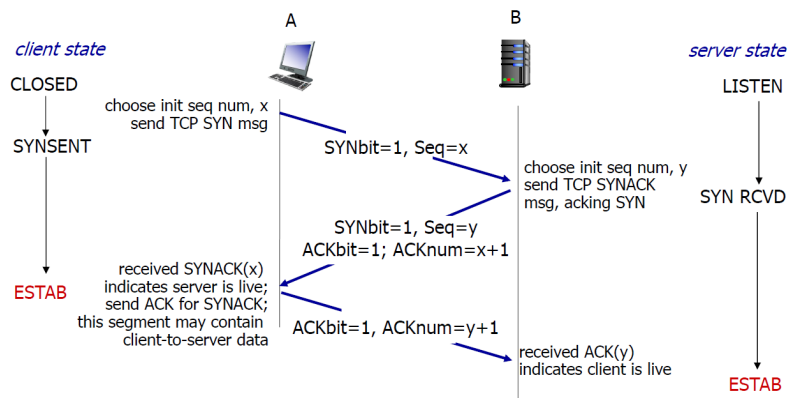 A
B
client state
server state
CLOSED
LISTEN
choose init seq num, x
send TCP SYN msg
SYNSENT
SYNbit=1, Seq=x
choose init seq num, y
send TCP SYNACK
msg, acking SYN
SYN RCVD
SYNbit=1, Seq=y
ACKbit=1; ACKnum=x+1
received SYNACK(x)
indicates server is live;
send ACK for SYNACK;
this segment may contain
client-to-server data
ESTAB
ACKbit=1, ACKnum=y+1
received ACK(y)
indicates client is live
ESTAB